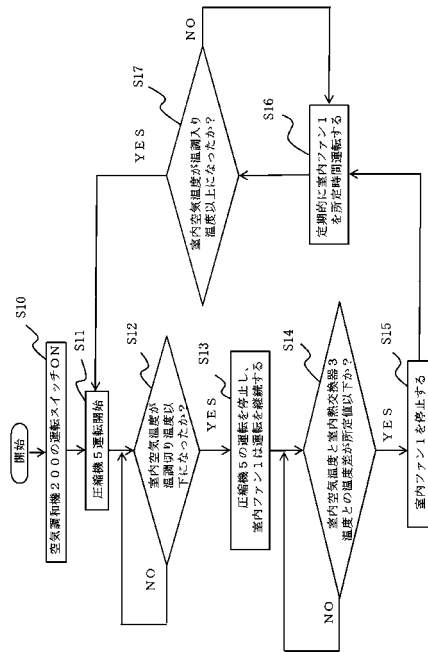 開始
S10
空気調和機200の運転スイッチON
S11
圧縮機5運転開始
S12
室内空気温度が
温調切り温度以
下になったか?
NO
YES
S13
圧縮機5の運転を停止し、
室内ファン1は運転を継続する
S14
室内空気温度と室内熱交換器3
温度との温度差が所定値以下か?
NO
YES
S15
室内ファン1を停止する
S16
定期的に室内ファン1
を所定時間運転する
S17
室内空気温度が温調入り
温度以上になったか?
YES
NO